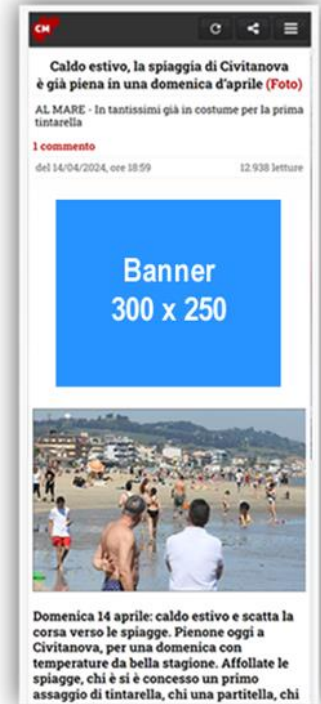 CM
Caldo estivo, la spiaggia di Civitanova
è già piena in una domenica d'aprile (Foto)
AL MARE - In tantissimi già in costume per la prima
tintarella
1 commento
del 14/04/2024, ore 18:59 12.938 letture
Banner
300 x 250
Domenica 14 aprile: caldo estivo e scatta la
corsa verso le spiagge. Pienone oggi a
Civitanova, per una domenica con
temperature da bella stagione. Affollate le
spiagge, chi è si è concesso un primo
assaggio di tintarella, chi una partitella, chi